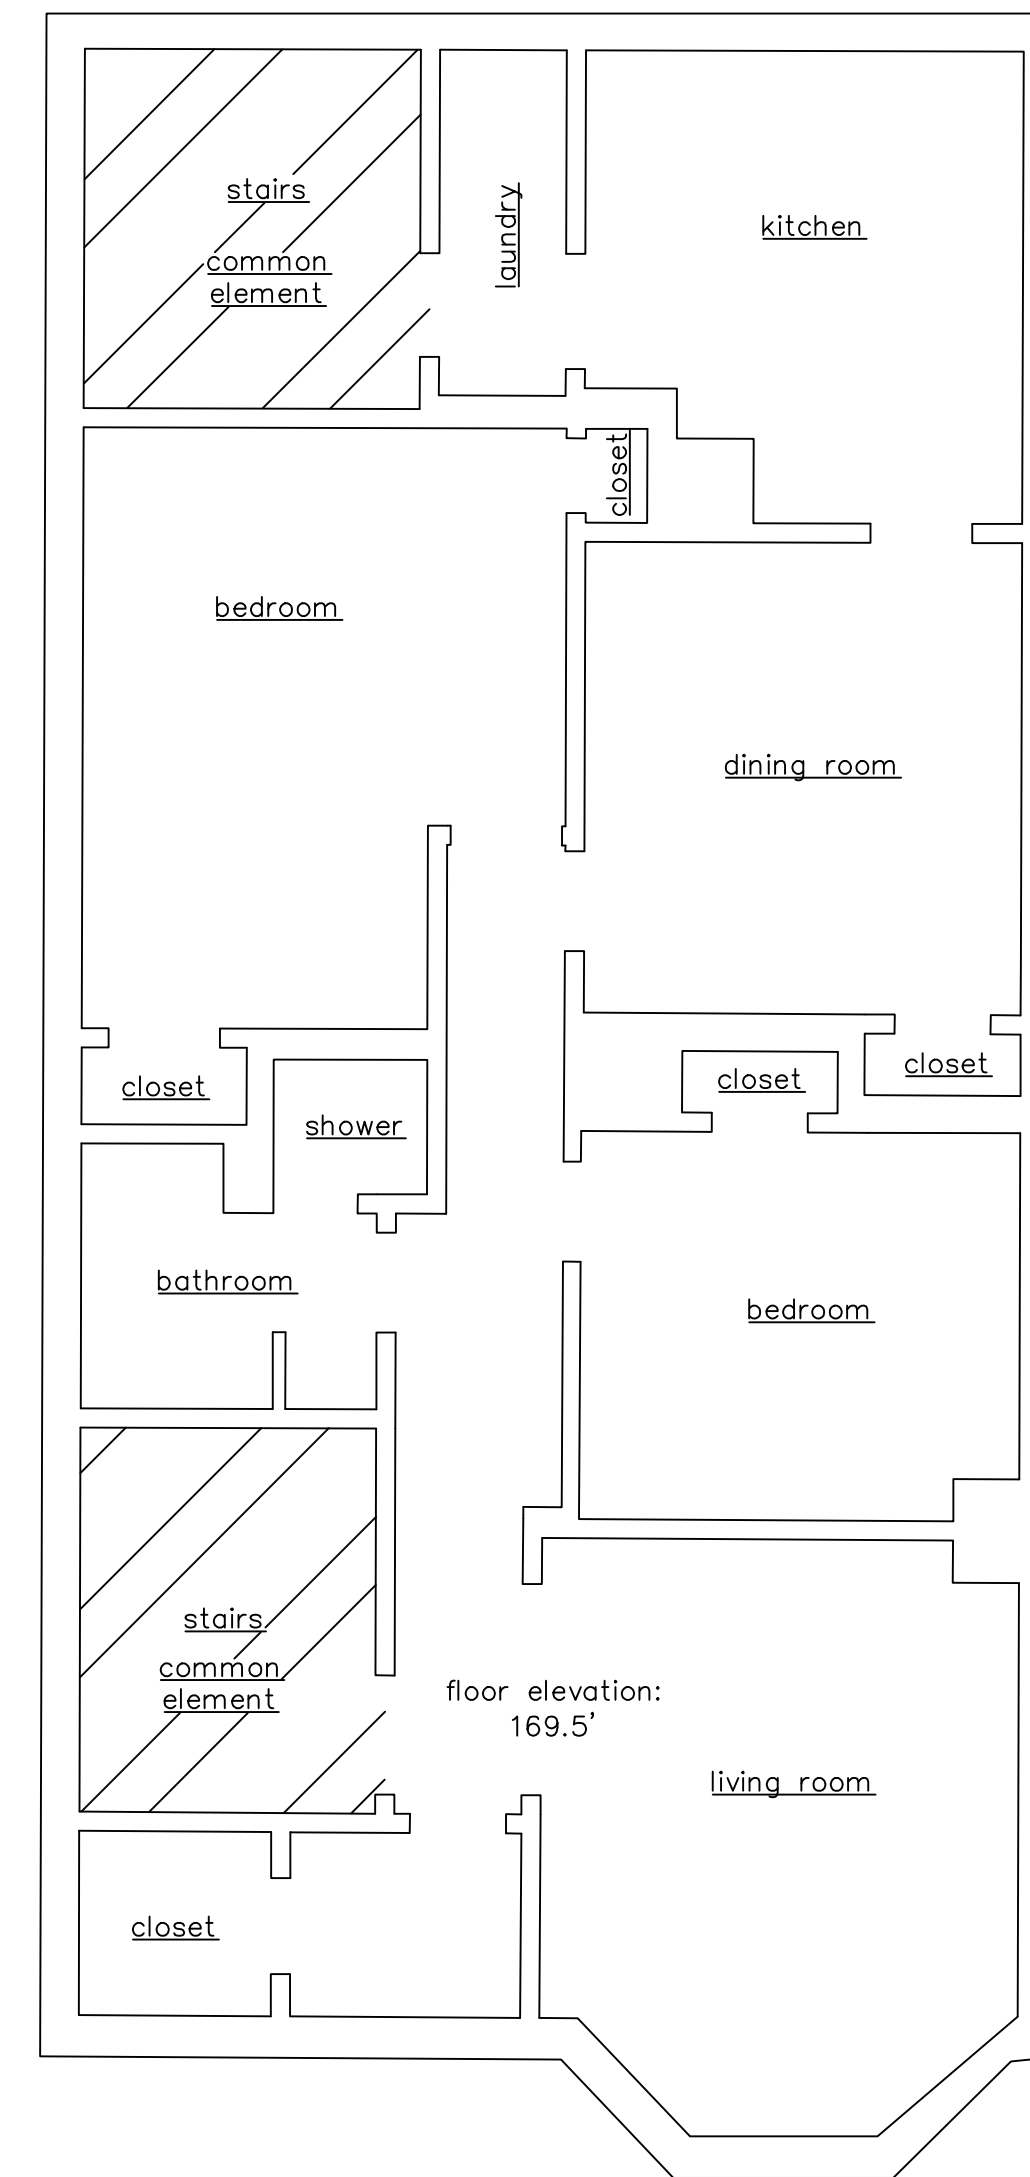 stairs
common
element
laundry
kitchen
closet
bedroom
dining room
closet
closet
closet
shower
bathroom
bedroom
stairs
common
element
floor elevation:
169.5'
living room
closet